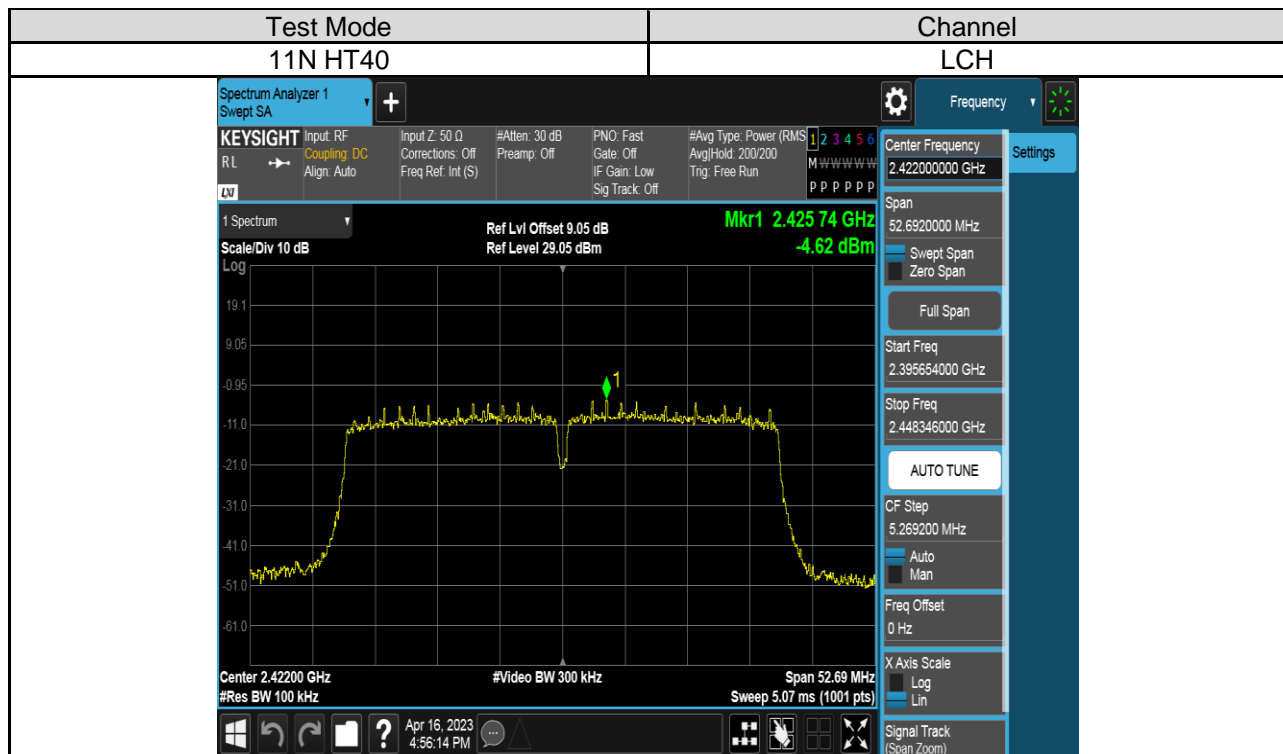 Test Mode Channel
11N HT40 LCH
Spectrum Analyzer 1
Swept SA
+
Frequency
KEYSIGHT Input: RF Input Z: 50 Ω #Atten: 30 dB PNO: Fast #Avg Type: Power (RMS 1 2 3 4 5 6
RL Coupling: DC Corrections: Off Preamp: Off Gate: Off Avg|Hold: 200/200 M W W W W W
Align: Auto Freq Ref: Int (S) IF Gain: Low Trig: Free Run
LXI Sig Track: Off P P P P P P
1 Spectrum
Ref Lvl Offset 9.05 dB Mkr1 2.425 74 GHz
Scale/Div 10 dB Ref Level 29.05 dBm -4.62 dBm
Log
19.1
9.05
-0.95
-11.0
-21.0
-31.0
-41.0
-51.0
-61.0
1
Center 2.42200 GHz #Video BW 300 kHz Span 52.69 MHz
#Res BW 100 kHz Sweep 5.07 ms (1001 pts)
? Apr 16, 2023
4:56:14 PM
Center Frequency
2.422000000 GHz
Settings
Span
52.6920000 MHz
Swept Span
Zero Span
Full Span
Start Freq
2.395654000 GHz
Stop Freq
2.448346000 GHz
AUTO TUNE
CF Step
5.269200 MHz
Auto
Man
Freq Offset
0 Hz
X Axis Scale
Log
Lin
Signal Track
(Span Zoom)